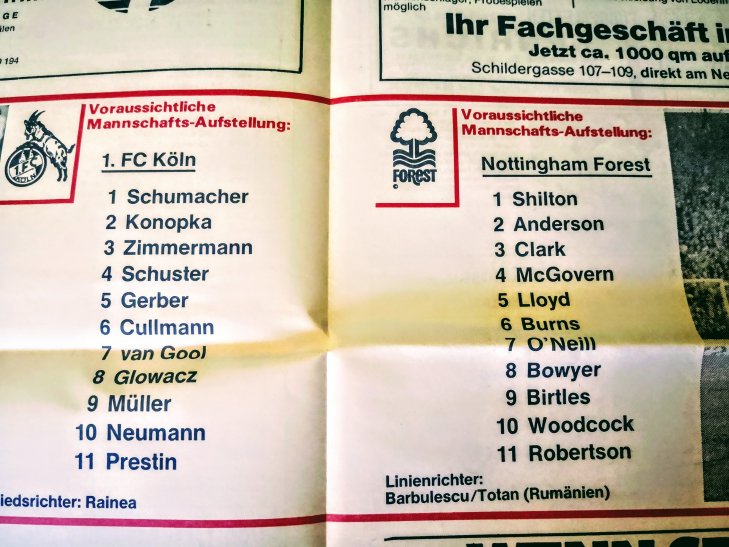 GE
älen
194
möglich
Ihr Fachgeschäft i
Jetzt ca. 1000 qm auf
Schildergasse 107–109, direkt am Ne
Voraussichtliche
Mannschafts-Aufstellung:
1. FC Köln
1 Schumacher
2 Konopka
3 Zimmermann
4 Schuster
5 Gerber
6 Cullmann
7 van Gool
8 Glowacz
9 Müller
10 Neumann
11 Prestin
iedsrichter: Rainea
Voraussichtliche
Mannschafts-Aufstellung:
FOREST
Nottingham Forest
1 Shilton
2 Anderson
3 Clark
4 McGovern
5 Lloyd
6 Burns
7 O'Neill
8 Bowyer
9 Birtles
10 Woodcock
11 Robertson
Linienrichter:
Barbulescu/Totan (Rumänien)